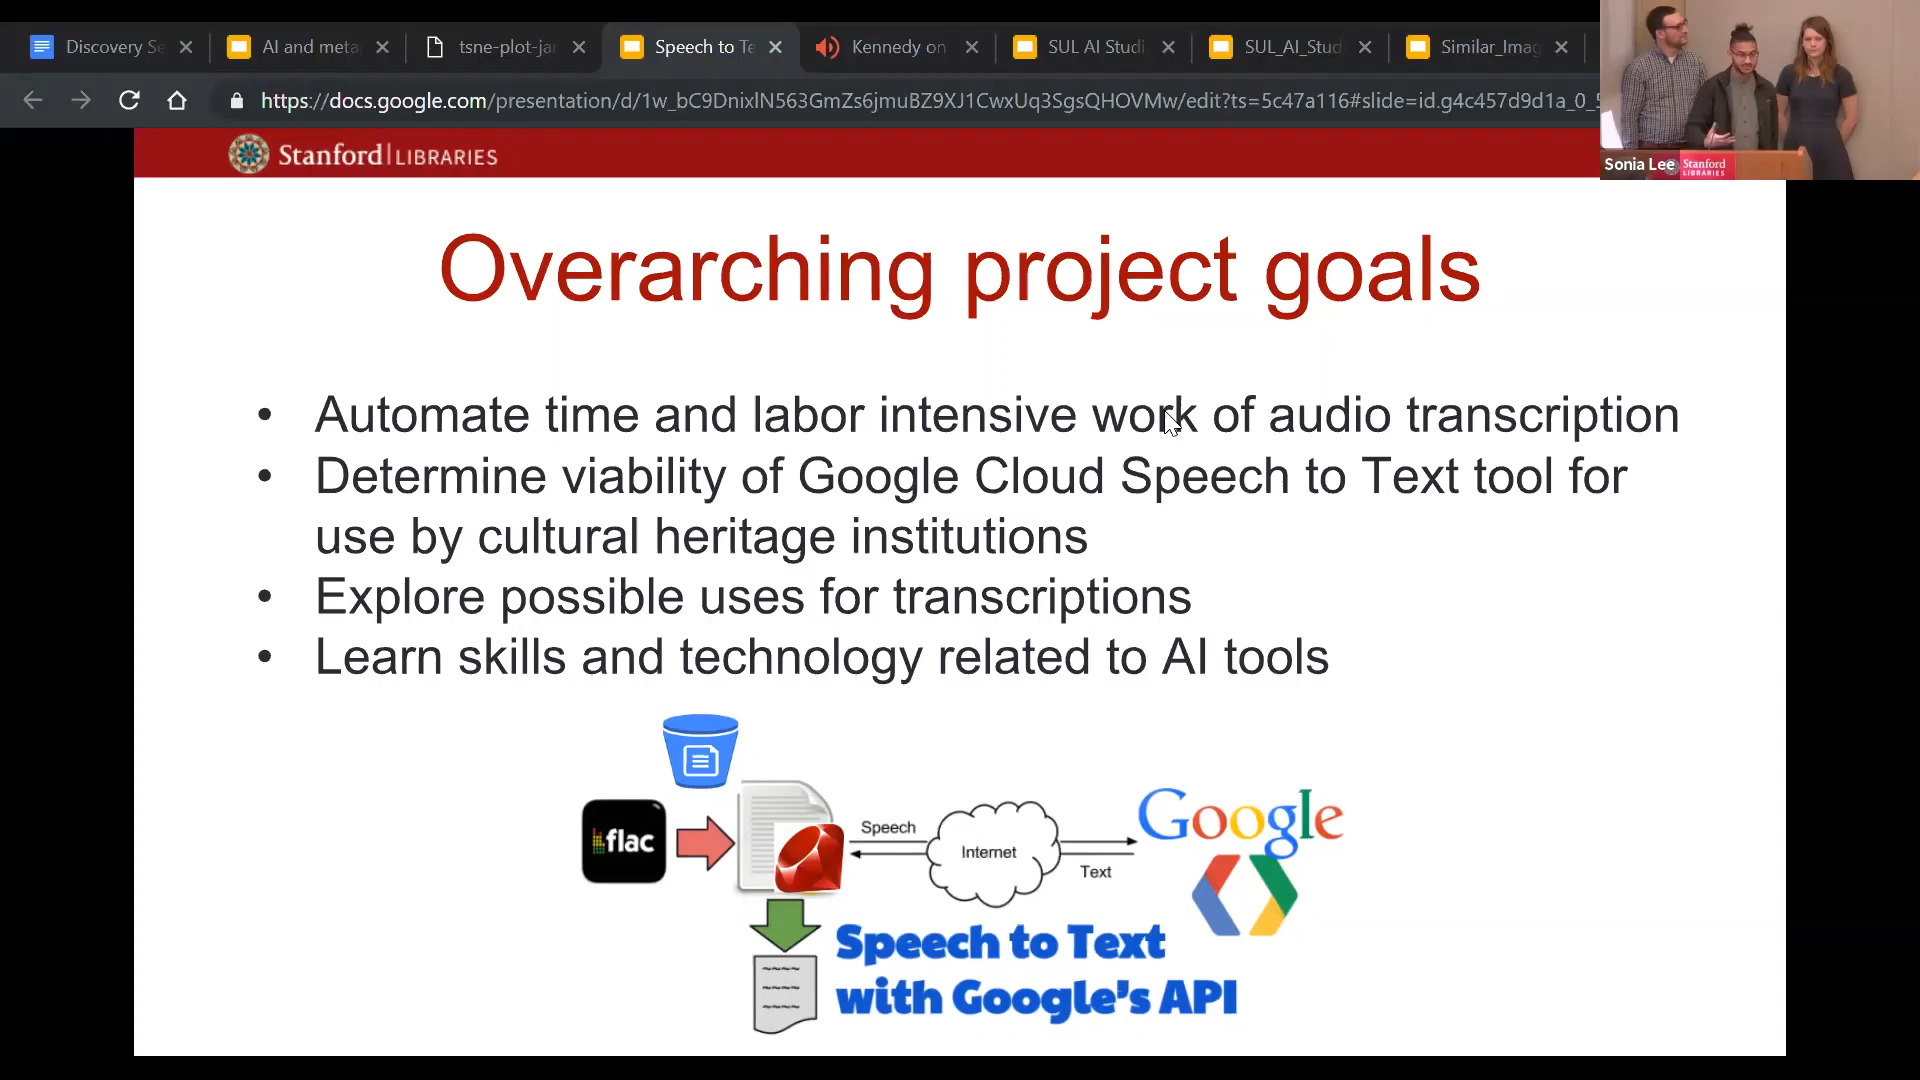 Discovery Se
AI and meta
tsne-plot-jan
Speech to Te
Kennedy on
SUL AI Studi
SUL_AI_Stud
Similar_Imag
https://docs.google.com/presentation/d/1w_bC9DnixlN563GmZs6jmuBZ9XJ1CwxUq3SgsQHOVMw/edit?ts=5c47a116#slide=id.g4c457d9d1a_0_5
Sonia Lee
Stanford
LIBRARIES
Stanford|LIBRARIES
Overarching project goals
• Automate time and labor intensive work of audio transcription
• Determine viability of Google Cloud Speech to Text tool for
use by cultural heritage institutions
• Explore possible uses for transcriptions
• Learn skills and technology related to AI tools
flac
Speech
Internet
Text
Google
Speech to Text
with Google's API